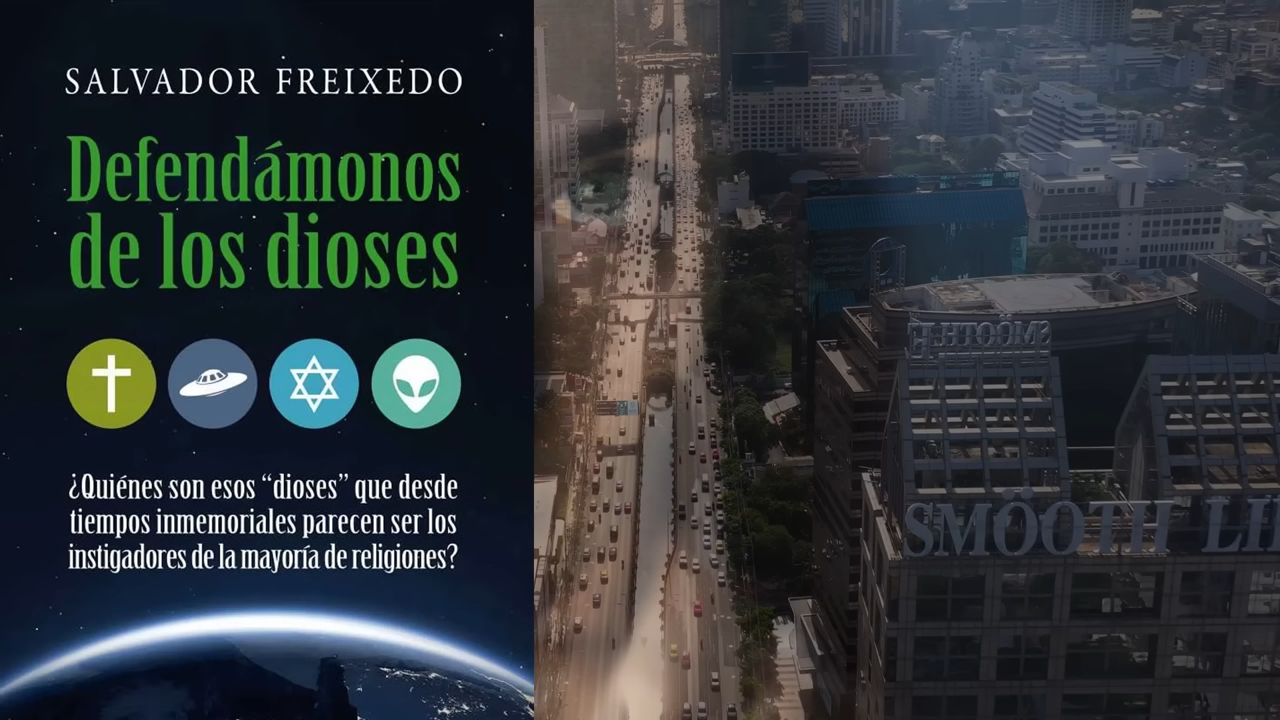 SALVADOR FREIXEDO
Defendámonos
de los dioses
¿Quiénes son esos “dioses” que desde
tiempos inmemoriales parecen ser los
instigadores de la mayoría de religiones?
SMÖOTH LI